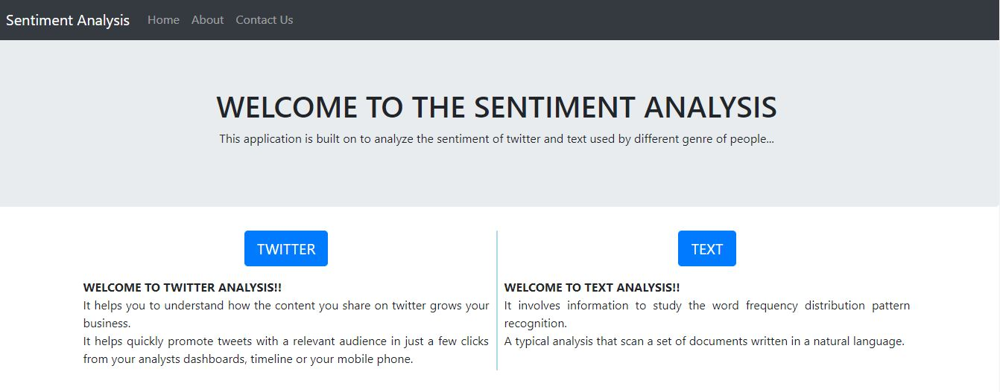 Sentiment Analysis Home About Contact Us
WELCOME TO THE SENTIMENT ANALYSIS
This application is built on to analyze the sentiment of twitter and text used by different genre of people...
TWITTER
WELCOME TO TWITTER ANALYSIS!!
It helps you to understand how the content you share on twitter grows your
business.
It helps quickly promote tweets with a relevant audience in just a few clicks
from your analysts dashboards, timeline or your mobile phone.
TEXT
WELCOME TO TEXT ANALYSIS!!
It involves information to study the word frequency distribution pattern
recognition.
A typical analysis that scan a set of documents written in a natural language.